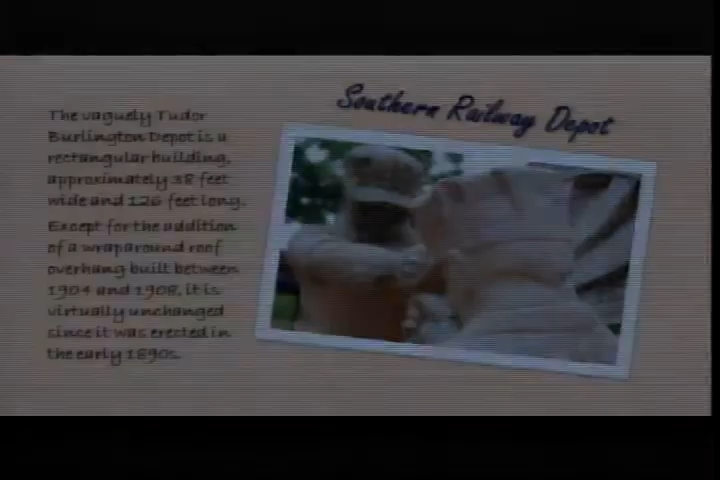 Southern Railway Depot
The vaguely Tudor
Burlington Depot is a
rectangular building,
approximately 38 feet
wide and 126 feet long.
Except for the addition
of a wraparound roof
overhang built between
1904 and 1908, it is
virtually unchanged
since it was erected in
the early 1890s.